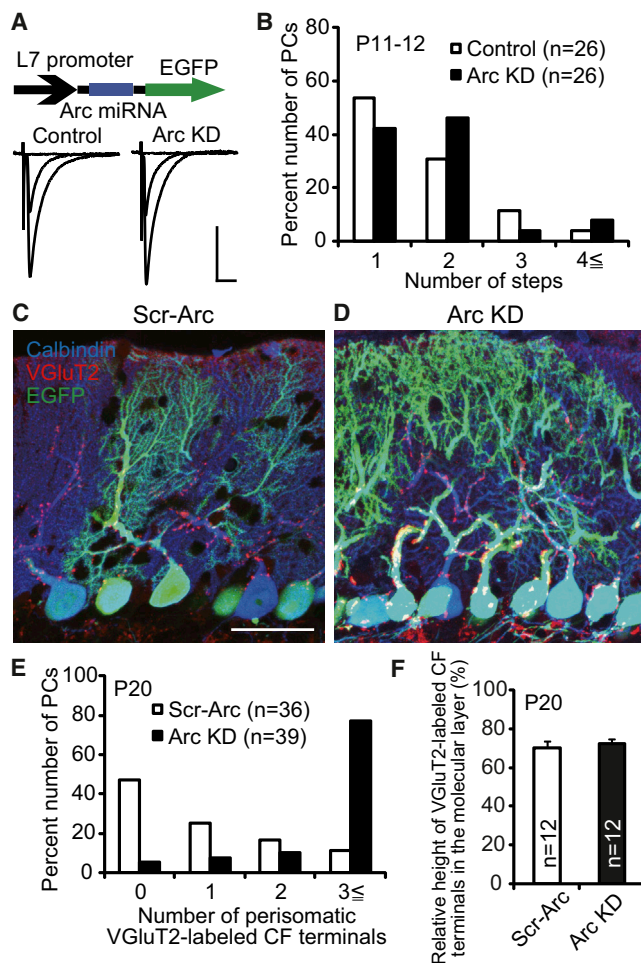 A
L7 promoter
EGFP
Arc miRNA
Control
Arc KD
B
P11-12
Control (n=26)
Arc KD (n=26)
Percent number of PCs
80
60
40
20
0
1 2 3 4≦
Number of steps
C
Scr-Arc
Calbindin
VGluT2
EGFP
D
Arc KD
E
P20
Scr-Arc (n=36)
Arc KD (n=39)
Percent number of PCs
100
80
60
40
20
0
0 1 2 3≦
Number of perisomatic
VGluT2-labeled CF terminals
F
P20
Relative height of VGluT2-labeled CF
terminals in the molecular layer (%)
100
80
60
40
20
0
n=12
n=12
Scr-Arc
Arc KD